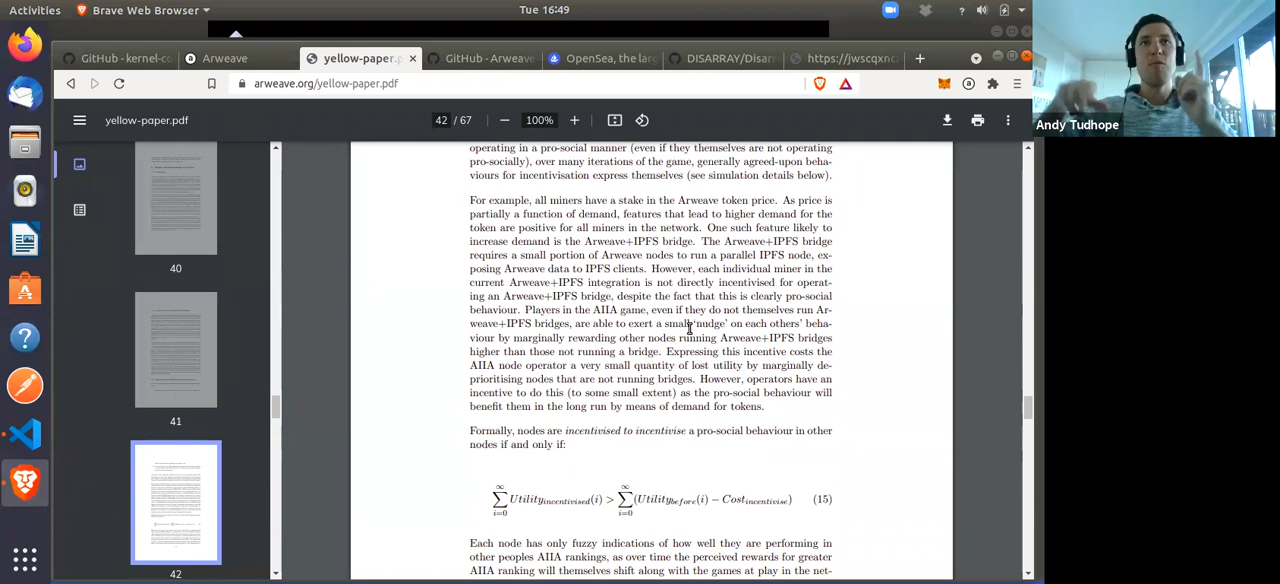 Activities
Brave Web Browser
Tue 16:49
GitHub - kernel-co
Arweave
yellow-paper.p
GitHub - Arweave
OpenSea, the larg
DISARRAY/Disarr
https://jwscqxnc
arweave.org/yellow-paper.pdf
yellow-paper.pdf
42 / 67
100%
Andy Tudhope
40
41
42
operating in a pro-social manner (even if they themselves are not operating
pro-socially), over many iterations of the game, generally agreed-upon beha-
viours for incentivisation express themselves (see simulation details below).
For example, all miners have a stake in the Arweave token price. As price is
partially a function of demand, features that lead to higher demand for the
token are positive for all miners in the network. One such feature likely to
increase demand is the Arweave+IPFS bridge. The Arweave+IPFS bridge
requires a small portion of Arweave nodes to run a parallel IPFS node, ex-
posing Arweave data to IPFS clients. However, each individual miner in the
current Arweave+IPFS integration is not directly incentivised for operat-
ing an Arweave+IPFS bridge, despite the fact that this is clearly pro-social
behaviour. Players in the AIIA game, even if they do not themselves run Ar-
weave+IPFS bridges, are able to exert a small 'nudge' on each others' beha-
viour by marginally rewarding other nodes running Arweave+IPFS bridges
higher than those not running a bridge. Expressing this incentive costs the
AIIA node operator a very small quantity of lost utility by marginally de-
prioritising nodes that are not running bridges. However, operators have an
incentive to do this (to some small extent) as the pro-social behaviour will
benefit them in the long run by means of demand for tokens.
Formally, nodes are incentivised to incentivise a pro-social behaviour in other
nodes if and only if:
∑_{i=0}^{∞} Utility_{incentivised}(i) > ∑_{i=0}^{∞} (Utility_{before}(i) − Cost_{incentivise}) (15)
Each node has only fuzzy indications of how well they are performing in
other peoples AIIA rankings, as over time the perceived rewards for greater
AIIA ranking will themselves shift along with the games at play in the net-